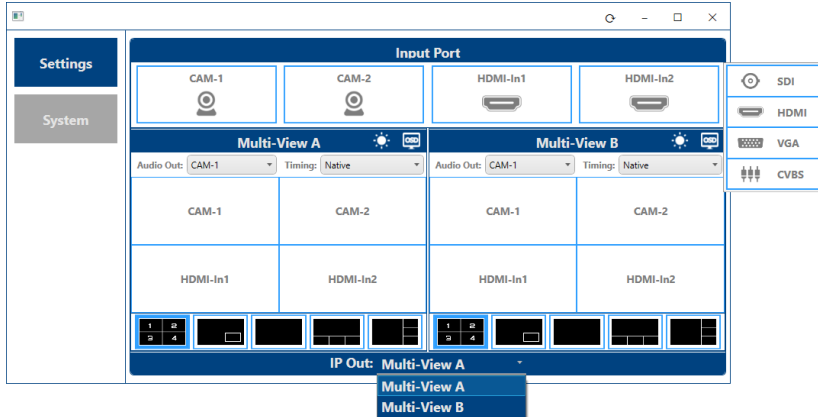 Settings
System
Input Port
CAM-1 CAM-2 HDMI-In1 HDMI-In2
SDI
HDMI
VGA
CVBS
Multi-View A OSD Multi-View B OSD
Audio Out: CAM-1 Timing: Native Audio Out: CAM-1 Timing: Native
CAM-1 CAM-2 CAM-1 CAM-2
HDMI-In1 HDMI-In2 HDMI-In1 HDMI-In2
1 2 1 2
3 4 3 4
IP Out: Multi-View A
Multi-View A
Multi-View B